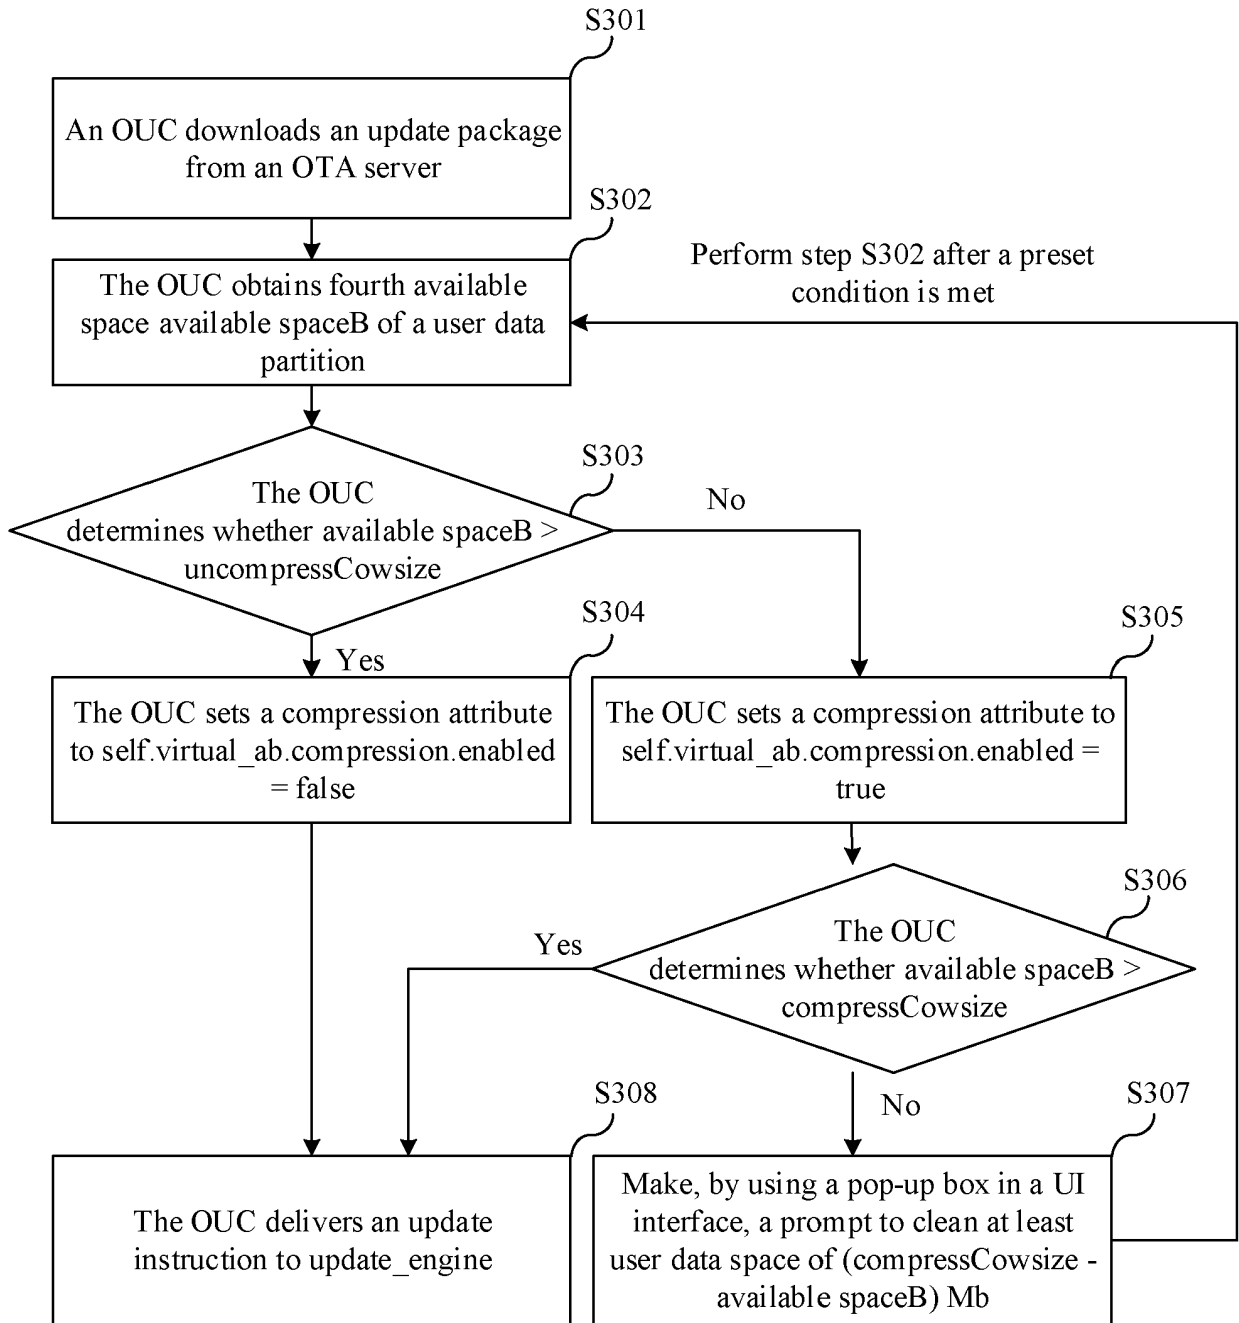 S301
An OUC downloads an update package
from an OTA server
S302
The OUC obtains fourth available
space available spaceB of a user data
partition
Perform step S302 after a preset
condition is met
S303
The OUC
determines whether available spaceB >
uncompressCowsize
No
Yes
S304
The OUC sets a compression attribute
to self.virtual_ab.compression.enabled
= false
S305
The OUC sets a compression attribute to
self.virtual_ab.compression.enabled =
true
S306
The OUC
determines whether available spaceB >
compressCowsize
Yes
No
S308
The OUC delivers an update
instruction to update_engine
S307
Make, by using a pop-up box in a UI
interface, a prompt to clean at least
user data space of (compressCowsize -
available spaceB) Mb